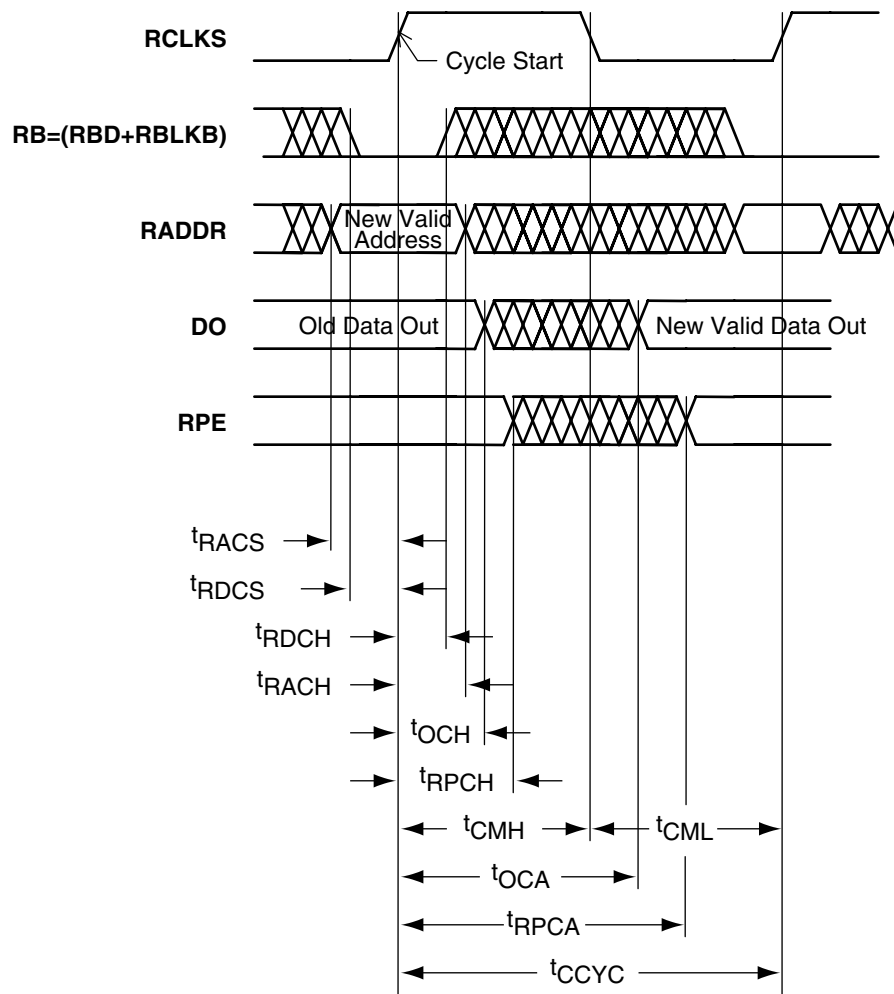 RCLKS
Cycle Start
RB=(RBD+RBLKB)
RADDR
New Valid
Address
DO
Old Data Out
New Valid Data Out
RPE
tRACS
tRDCS
tRDCH
tRACH
tOCH
tRPCH
tCMH
tCML
tOCA
tRPCA
tCCYC